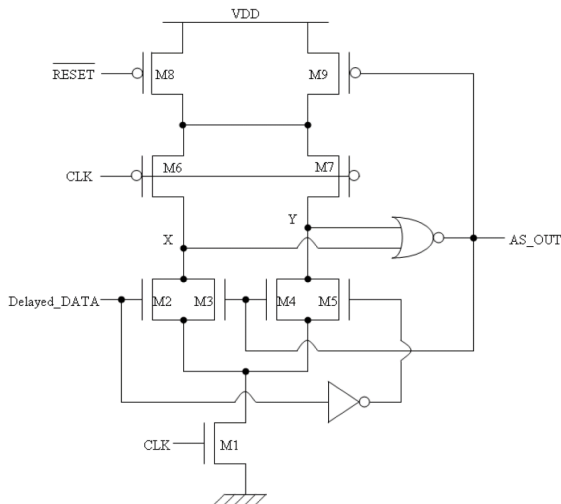 VDD
RESET
M8
M9
CLK
M6
M7
X
Y
AS_OUT
Delayed_DATA
M2
M3
M4
M5
CLK
M1